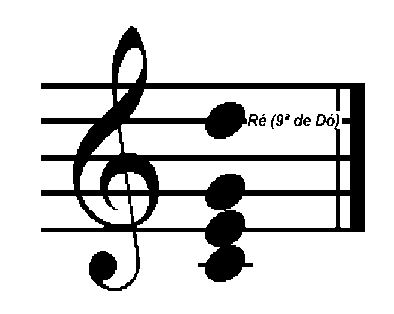 Ré (9ª de Dó)